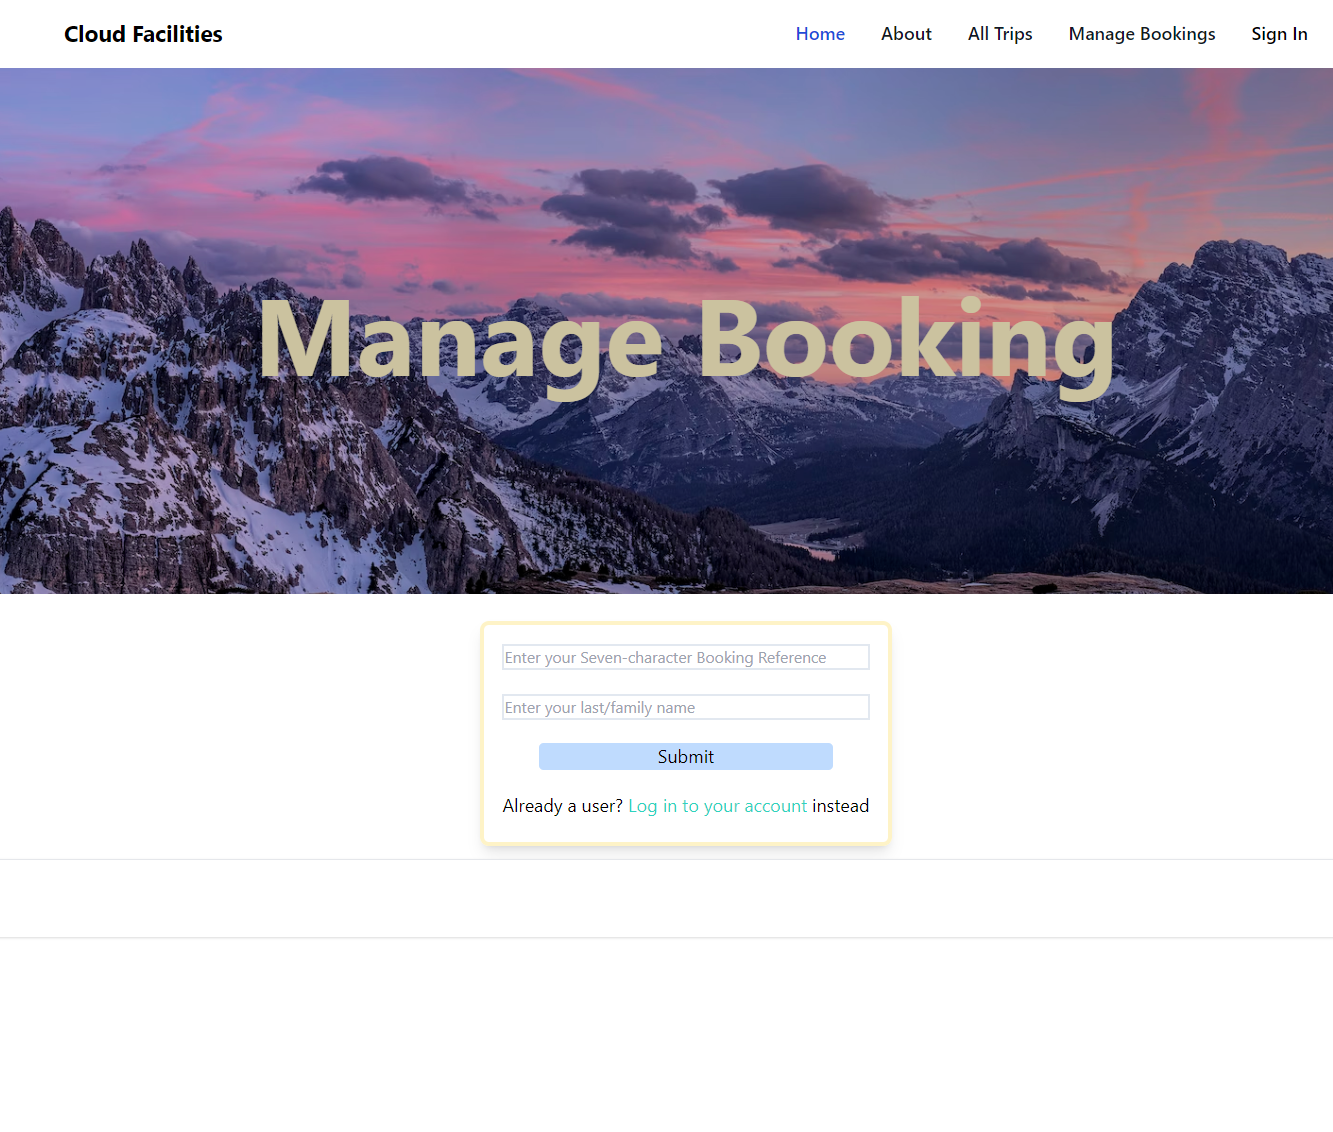 Cloud Facilities Home About All Trips Manage Bookings Sign In
Manage Booking
Enter your Seven-character Booking Reference
Enter your last/family name
Submit
Already a user? Log in to your account instead